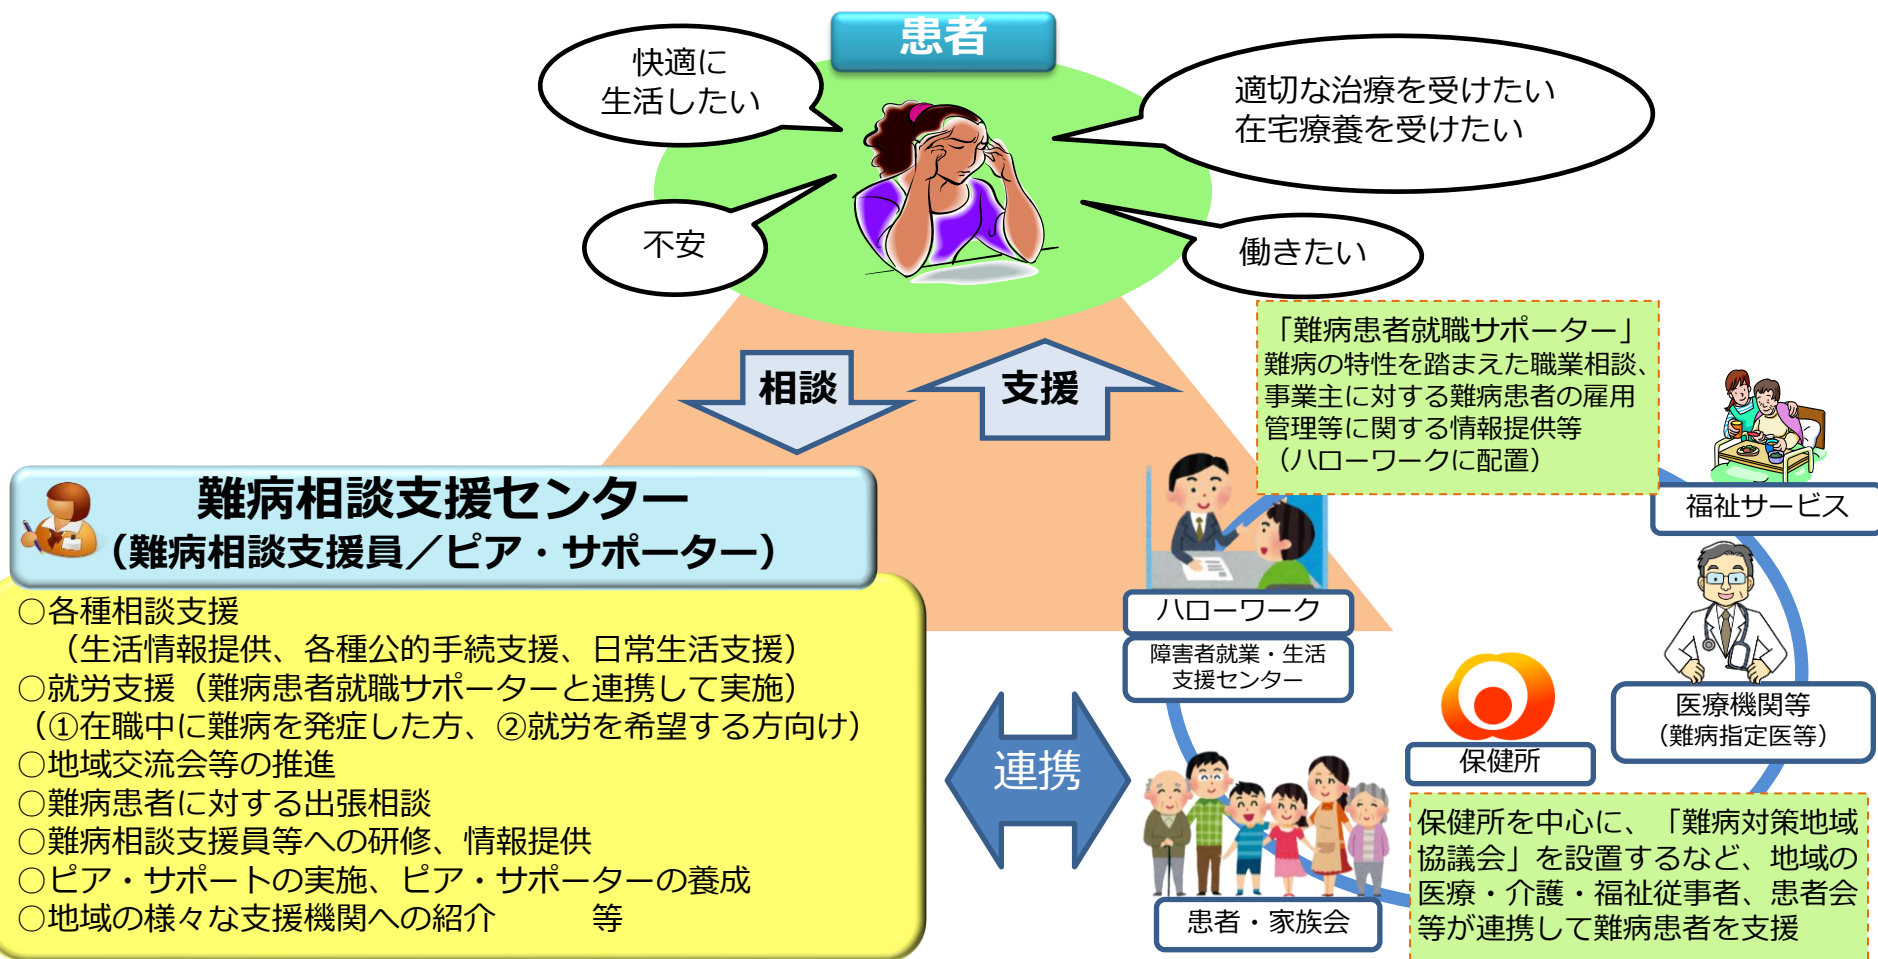 患者
快適に
生活したい
適切な治療を受けたい
在宅療養を受けたい
不安
働きたい
相談
支援
「難病患者就職サポーター」
難病の特性を踏まえた職業相談、
事業主に対する難病患者の雇用
管理等に関する情報提供等
（ハローワークに配置）
難病相談支援センター
（難病相談支援員／ピア・サポーター）
○各種相談支援
（生活情報提供、各種公的手続支援、日常生活支援）
○就労支援（難病患者就職サポーターと連携して実施）
（①在職中に難病を発症した方、②就労を希望する方向け）
○地域交流会等の推進
○難病患者に対する出張相談
○難病相談支援員等への研修、情報提供
○ピア・サポートの実施、ピア・サポーターの養成
○地域の様々な支援機関への紹介　　　等
連携
福祉サービス
ハローワーク
障害者就業・生活
支援センター
医療機関等
（難病指定医等）
保健所
患者・家族会
保健所を中心に、「難病対策地域
協議会」を設置するなど、地域の
医療・介護・福祉従事者、患者会
等が連携して難病患者を支援